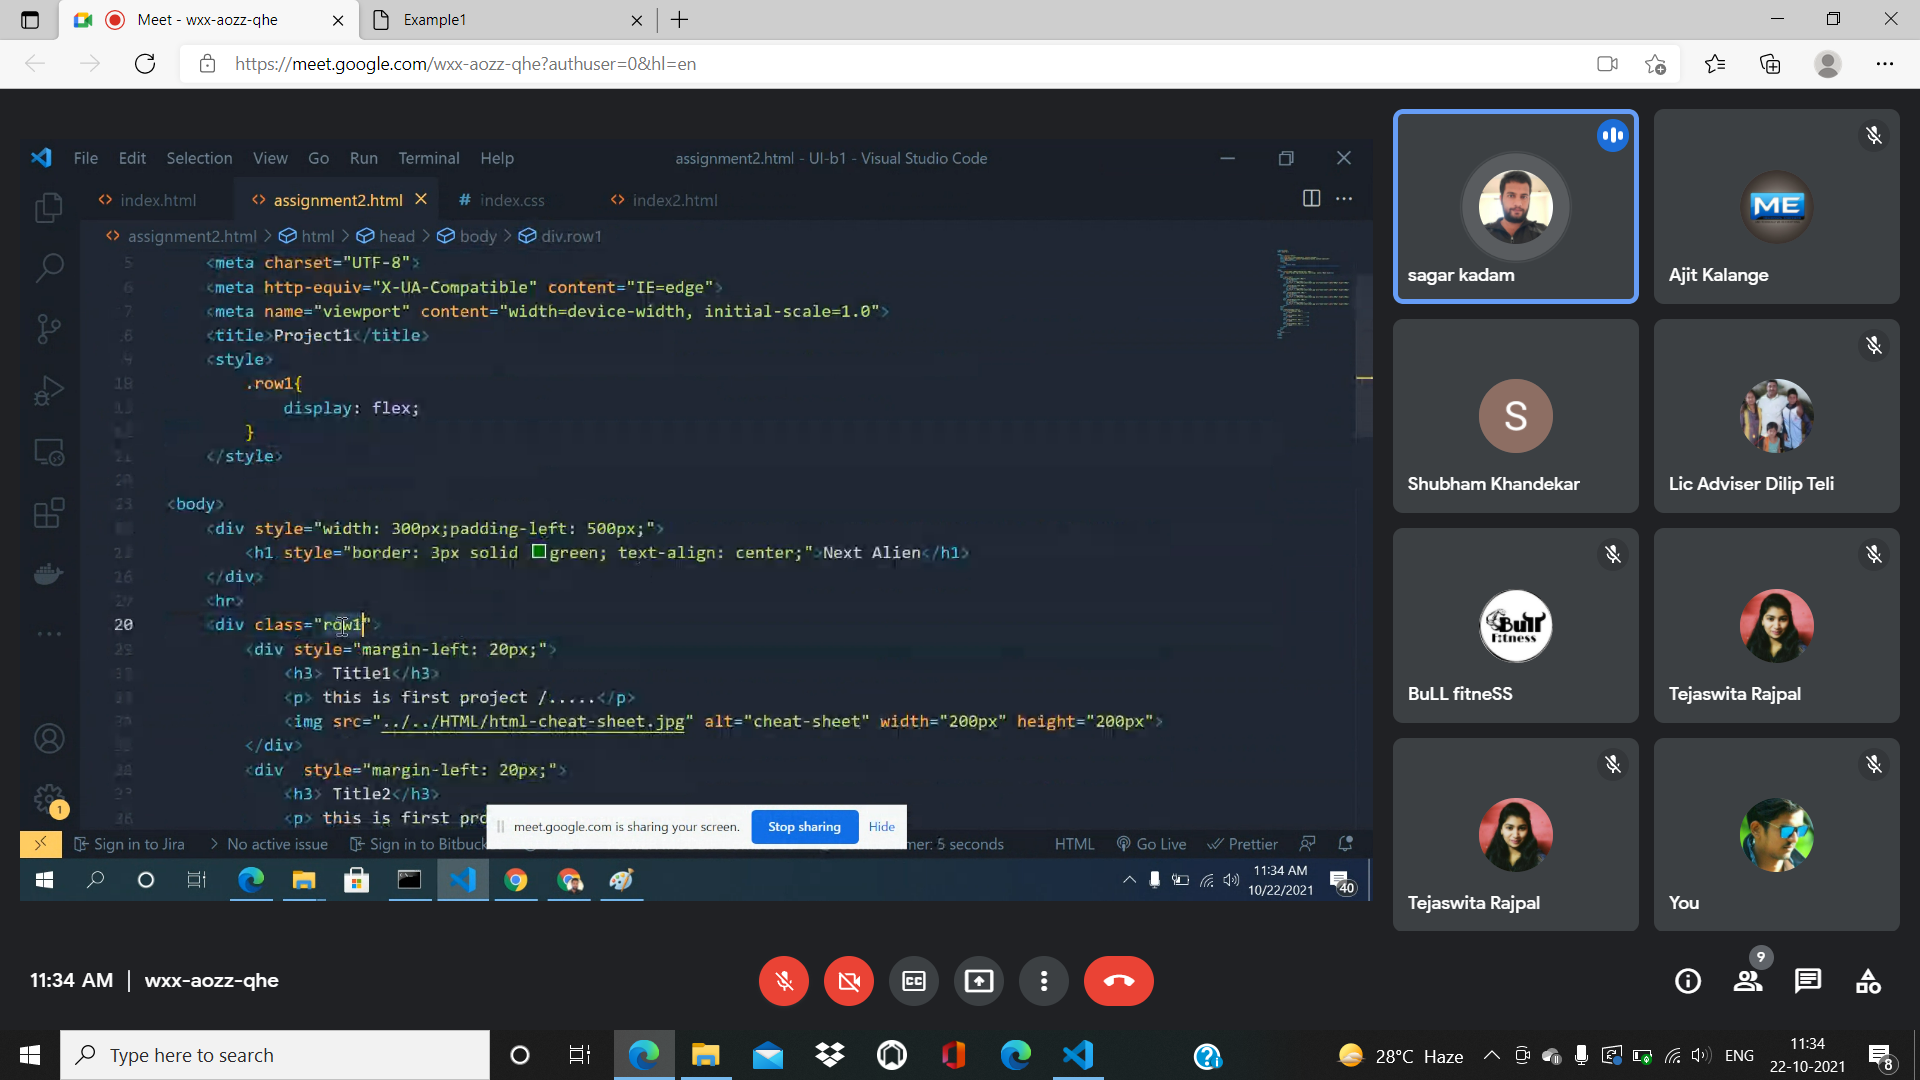 Meet - wxx-aozz-qhe
Example1
https://meet.google.com/wxx-aozz-qhe?authuser=0&hl=en
File Edit Selection View Go Run Terminal Help
assignment2.html - UI-b1 - Visual Studio Code
<> index.html
<> assignment2.html
# index.css
<> index2.html
<> assignment2.html > html > head > body > div.row1
5 <meta charset="UTF-8">
6 <meta http-equiv="X-UA-Compatible" content="IE=edge">
7 <meta name="viewport" content="width=device-width, initial-scale=1.0">
<title>Project1</title>
<style>
.row1{
display: flex;
}
</style>
<body>
<div style="width: 300px;padding-left: 500px;">
<h1 style="border: 3px solid green; text-align: center;">Next Alien</h1>
</div>
<hr>
20 <div class="row1">
<div style="margin-left: 20px;">
<h3> Title1</h3>
<p> this is first project /.....</p>
<img src="../../HTML/html-cheat-sheet.jpg" alt="cheat-sheet" width="200px" height="200px">
</div>
<div  style="margin-left: 20px;">
<h3> Title2</h3>
<p> this is first pro
1
meet.google.com is sharing your screen.
Stop sharing
Hide
Sign in to Jira
No active issue
Sign in to Bitbuck
mer: 5 seconds
HTML
Go Live
Prettier
11:34 AM
10/22/2021
40
sagar kadam
ME
Ajit Kalange
S
Shubham Khandekar
Lic Adviser Dilip Teli
Bull
Fitness
BuLL fitneSS
Tejaswita Rajpal
Tejaswita Rajpal
You
11:34 AM | wxx-aozz-qhe
CC
9
Type here to search
28°C Haze
ENG
11:34
22-10-2021
8